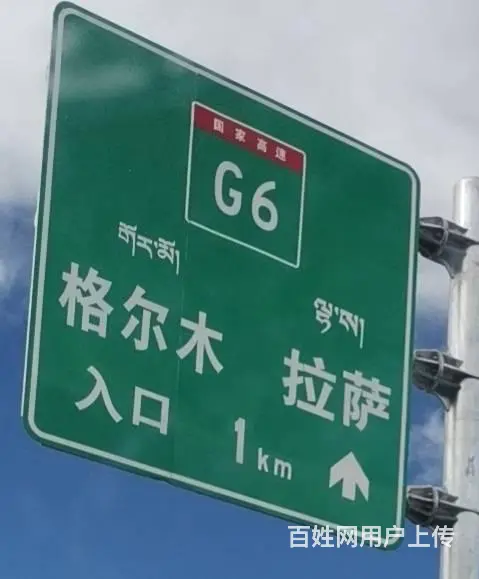 国家高速
G6
གོར་མོ། ལྷ་ས།
格尔木 拉萨
入口 1km
百姓网用户上传